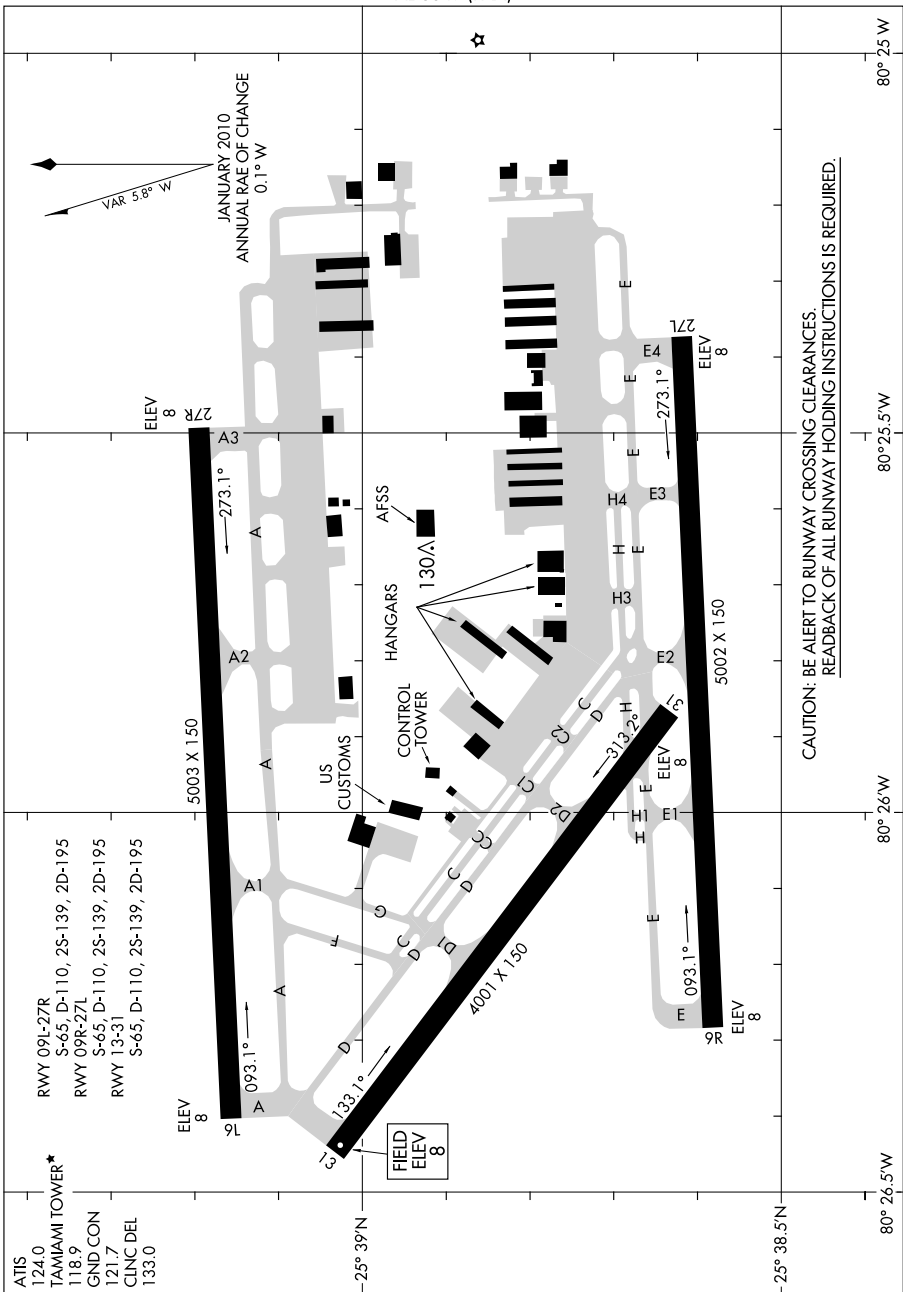 ATIS
124.0
TAMIAMI TOWER★
118.9
GND CON
121.7
CLNC DEL
133.0
RWY 09L-27R
S-65, D-110, 2S-139, 2D-195
RWY 09R-27L
S-65, D-110, 2S-139, 2D-195
RWY 13-31
S-65, D-110, 2S-139, 2D-195
VAR 5.8° W
JANUARY 2010
ANNUAL RAE OF CHANGE
0.1° W
ELEV
8
27R
A3
273.1°
A
A2
5003 X 150
A
A1
A
093.1°
A
ELEV
8
9L
US
CUSTOMS
CONTROL
TOWER
HANGARS
AFSS
130
F
G
C
D
D1
C
D
CC
C1
D2
C2
C
D
D
133.1°
4001 X 150
313.2°
13
31
ELEV
8
FIELD
ELEV
8
E
E4
E
E
H4
E3
H
E
H3
E2
H
E
H1
E1
H
E
E
27L
ELEV
8
273.1°
5002 X 150
093.1°
9R
ELEV
8
25° 39'N
25° 38.5'N
80° 25 W
80° 25.5'W
80° 26'W
80° 26.5'W
CAUTION: BE ALERT TO RUNWAY CROSSING CLEARANCES.
READBACK OF ALL RUNWAY HOLDING INSTRUCTIONS IS REQUIRED.